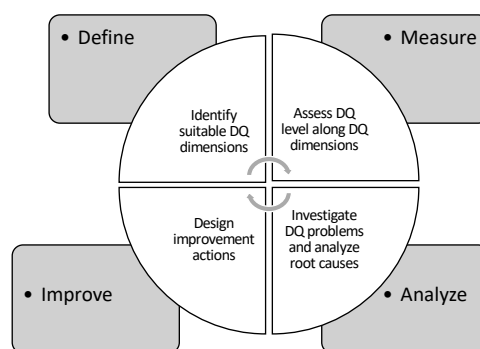 • Define
• Measure
Identify
suitable DQ
dimensions
Assess DQ
level along DQ
dimensions
Design
improvement
actions
Investigate
DQ problems
and analyze
root causes
• Improve
• Analyze